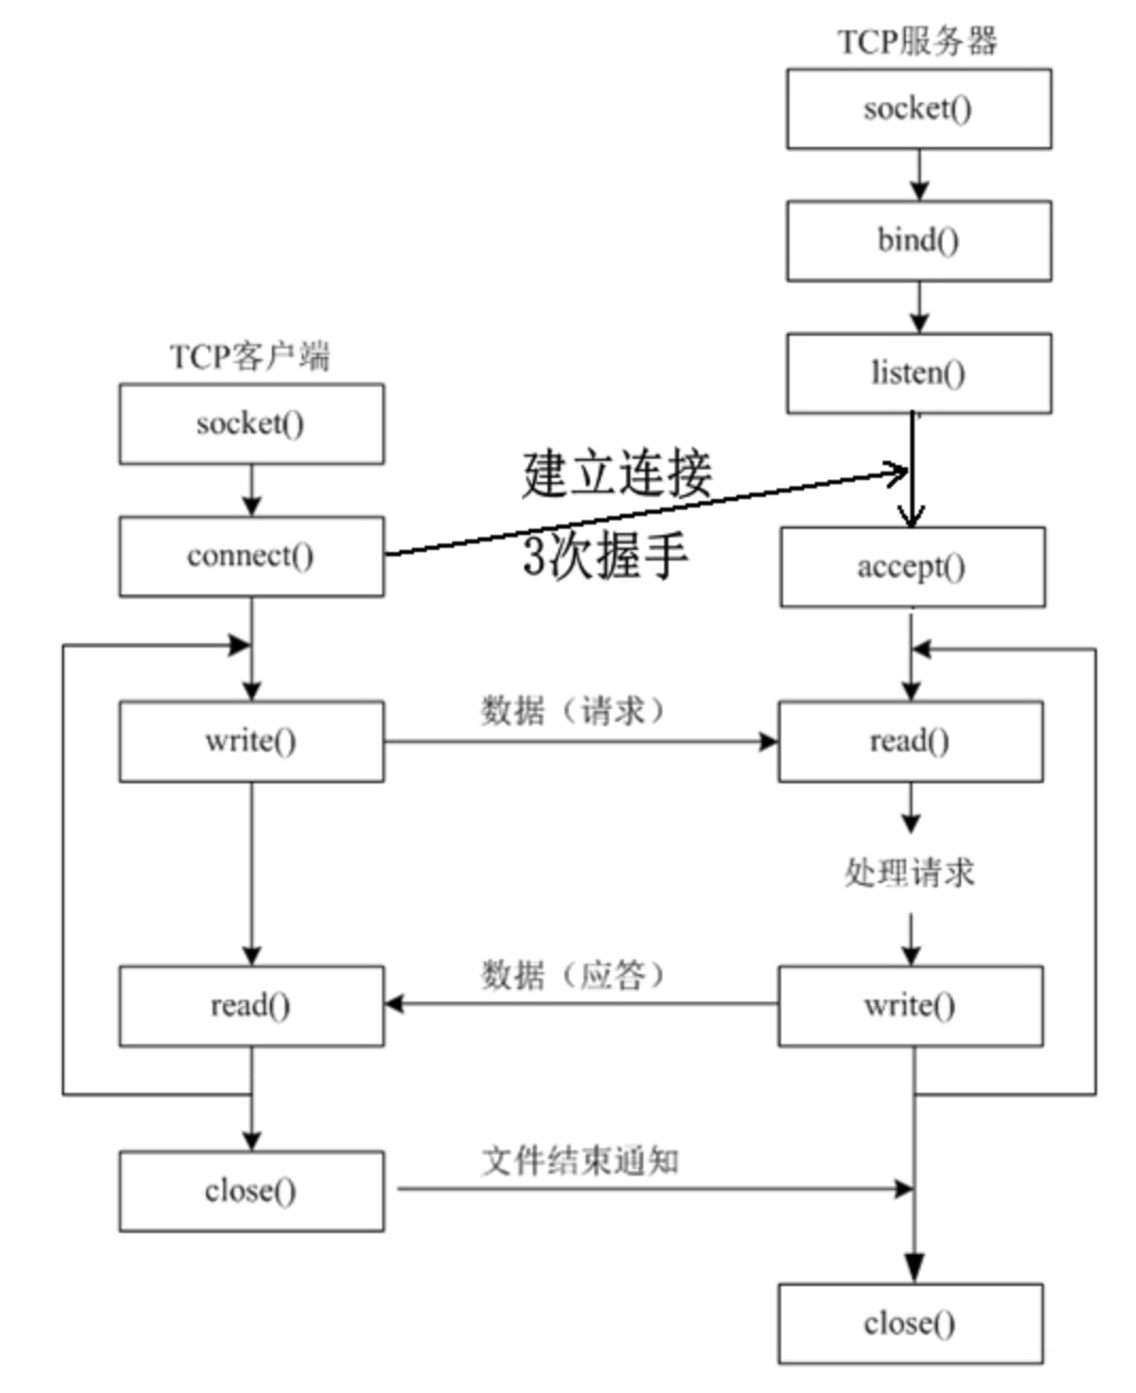 TCP服务器
socket()
bind()
listen()
TCP客户端
socket()
建立连接
connect()
3次握手
accept()
数据（请求）
write()
read()
处理请求
数据（应答）
read()
write()
文件结束通知
close()
close()